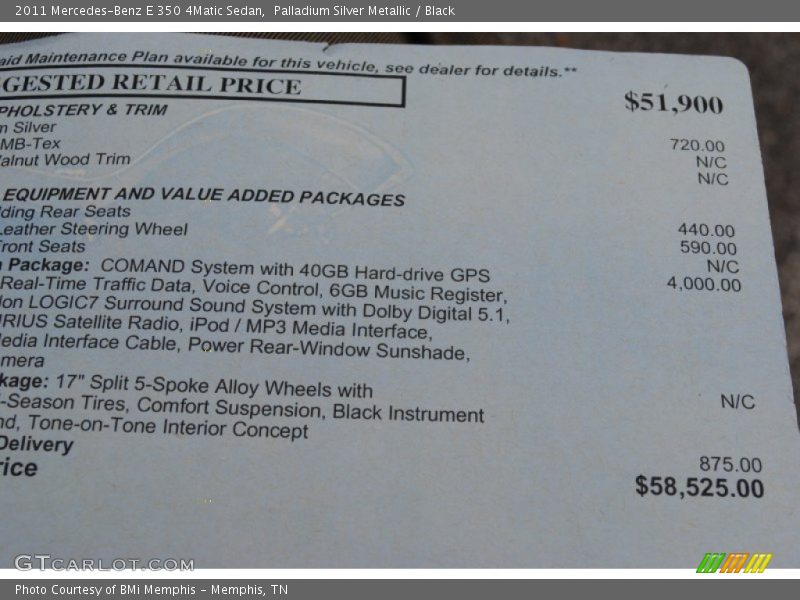 2011 Mercedes-Benz E 350 4Matic Sedan,  Palladium Silver Metallic / Black
aid Maintenance Plan available for this vehicle, see dealer for details.**
GGESTED RETAIL PRICE $51,900
PHOLSTERY & TRIM
m Silver 720.00
MB-Tex N/C
Walnut Wood Trim N/C
EQUIPMENT AND VALUE ADDED PACKAGES
lding Rear Seats 440.00
Leather Steering Wheel 590.00
Front Seats N/C
Package: COMAND System with 40GB Hard-drive GPS 4,000.00
Real-Time Traffic Data, Voice Control, 6GB Music Register,
don LOGIC7 Surround Sound System with Dolby Digital 5.1,
IRIUS Satellite Radio, iPod / MP3 Media Interface,
Media Interface Cable, Power Rear-Window Sunshade,
mera
kage: 17" Split 5-Spoke Alloy Wheels with N/C
-Season Tires, Comfort Suspension, Black Instrument
nd, Tone-on-Tone Interior Concept
Delivery 875.00
rice $58,525.00
GTCARLOT.COM
Photo Courtesy of BMi Memphis - Memphis, TN